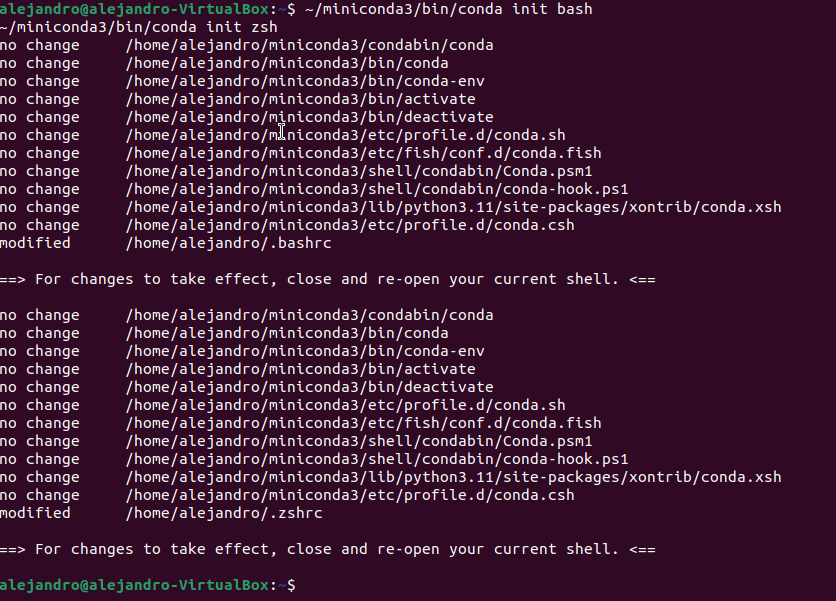 alejandro@alejandro-VirtualBox:~$ ~/miniconda3/bin/conda init bash
~/miniconda3/bin/conda init zsh
no change     /home/alejandro/miniconda3/condabin/conda
no change     /home/alejandro/miniconda3/bin/conda
no change     /home/alejandro/miniconda3/bin/conda-env
no change     /home/alejandro/miniconda3/bin/activate
no change     /home/alejandro/miniconda3/bin/deactivate
no change     /home/alejandro/miniconda3/etc/profile.d/conda.sh
no change     /home/alejandro/miniconda3/etc/fish/conf.d/conda.fish
no change     /home/alejandro/miniconda3/shell/condabin/Conda.psm1
no change     /home/alejandro/miniconda3/shell/condabin/conda-hook.ps1
no change     /home/alejandro/miniconda3/lib/python3.11/site-packages/xontrib/conda.xsh
no change     /home/alejandro/miniconda3/etc/profile.d/conda.csh
modified      /home/alejandro/.bashrc
==> For changes to take effect, close and re-open your current shell. <==
no change     /home/alejandro/miniconda3/condabin/conda
no change     /home/alejandro/miniconda3/bin/conda
no change     /home/alejandro/miniconda3/bin/conda-env
no change     /home/alejandro/miniconda3/bin/activate
no change     /home/alejandro/miniconda3/bin/deactivate
no change     /home/alejandro/miniconda3/etc/profile.d/conda.sh
no change     /home/alejandro/miniconda3/etc/fish/conf.d/conda.fish
no change     /home/alejandro/miniconda3/shell/condabin/Conda.psm1
no change     /home/alejandro/miniconda3/shell/condabin/conda-hook.ps1
no change     /home/alejandro/miniconda3/lib/python3.11/site-packages/xontrib/conda.xsh
no change     /home/alejandro/miniconda3/etc/profile.d/conda.csh
modified      /home/alejandro/.zshrc
==> For changes to take effect, close and re-open your current shell. <==
alejandro@alejandro-VirtualBox:~$